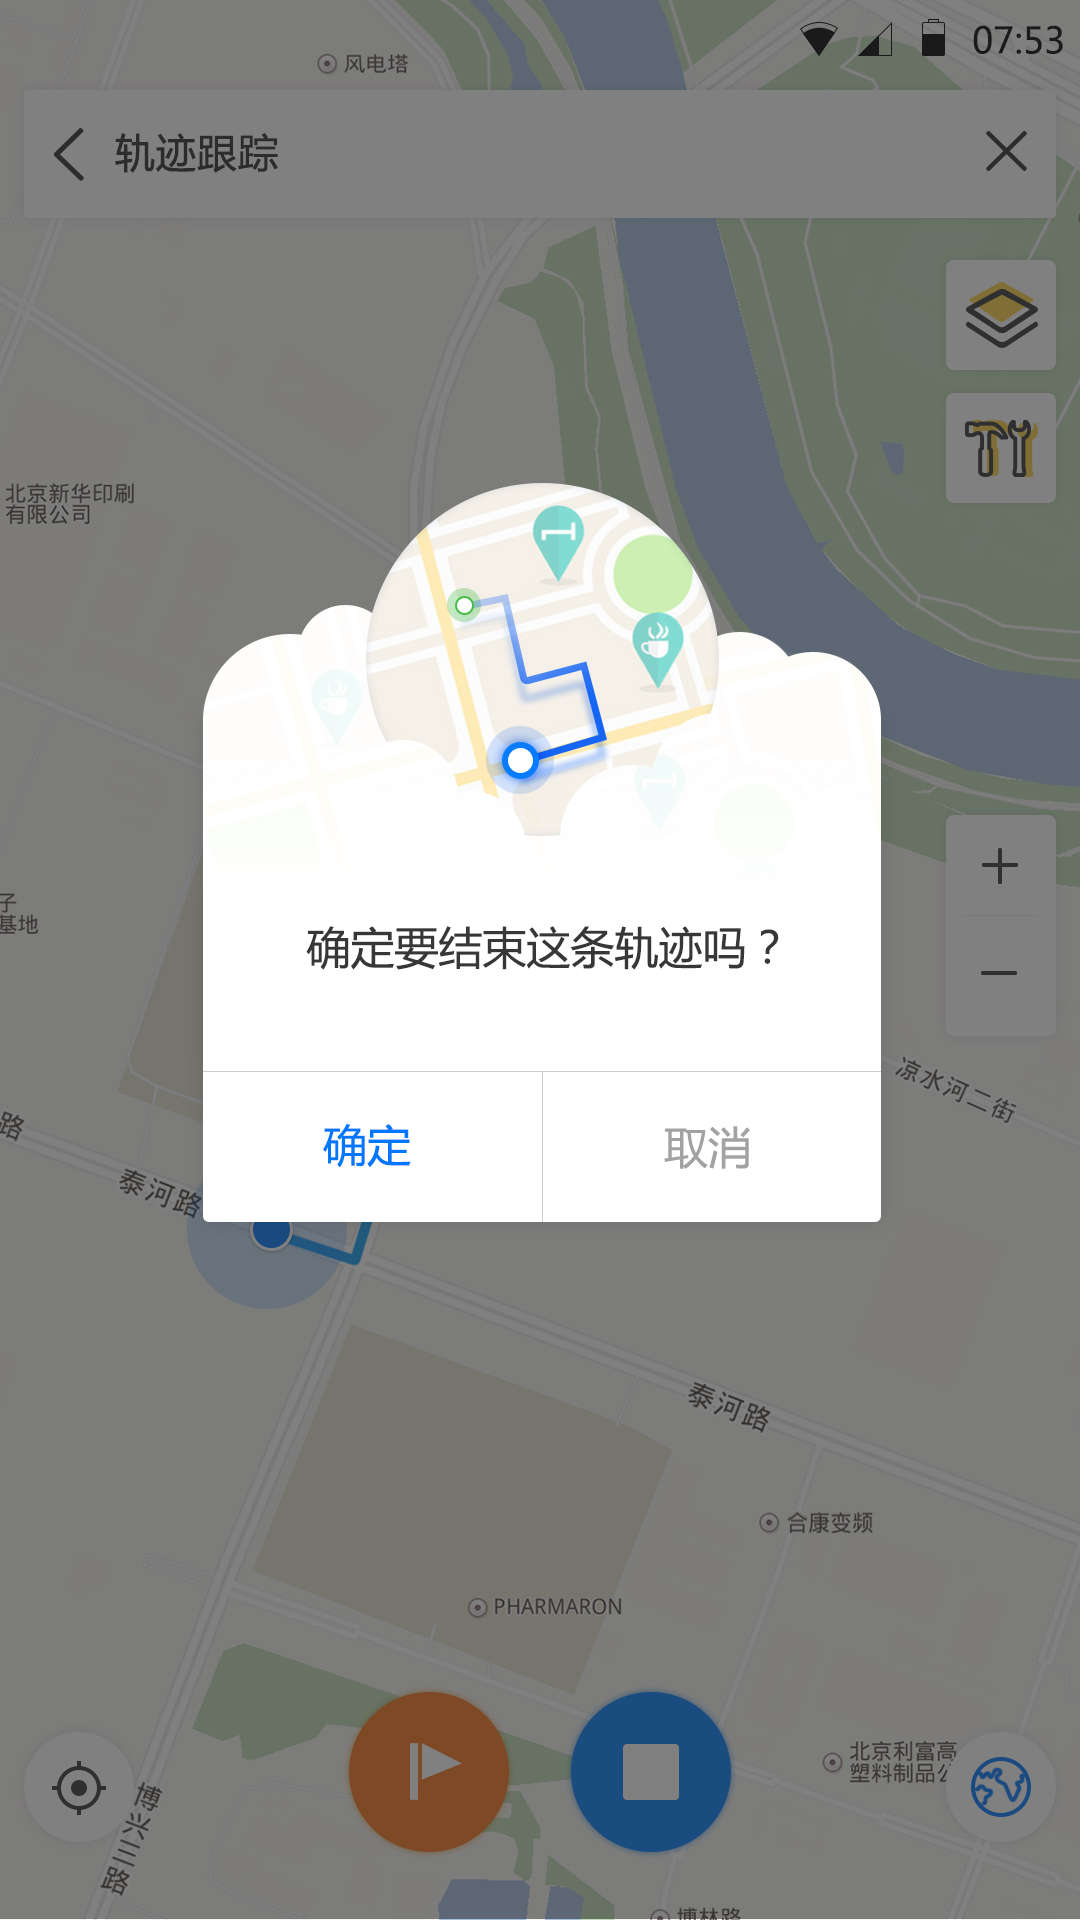 07:53
风电塔
轨迹跟踪
北京新华印刷
有限公司
子
基地
确定要结束这条轨迹吗？
凉水河二街
路
确定
取消
泰河路
泰河路
合康变频
PHARMARON
北京利富高
塑料制品公
博兴三路
博林路